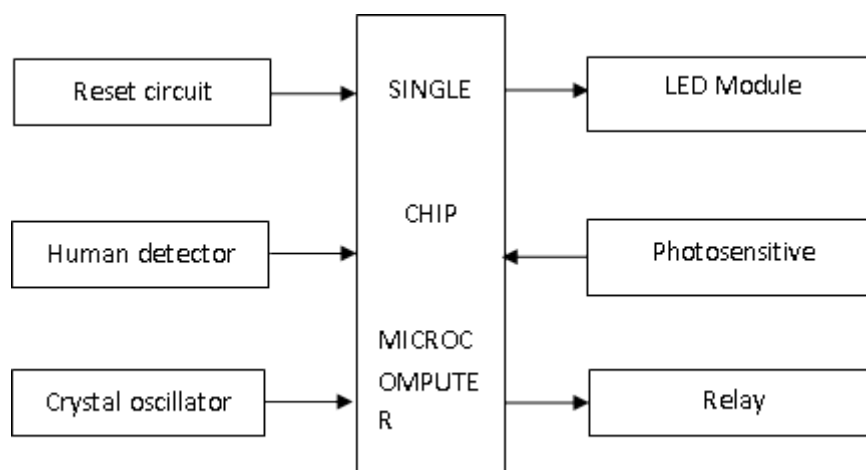 Reset circuit
Human detector
Crystal oscillator
SINGLE
CHIP
MICROC
OMPUTE
R
LED Module
Photosensitive
Relay